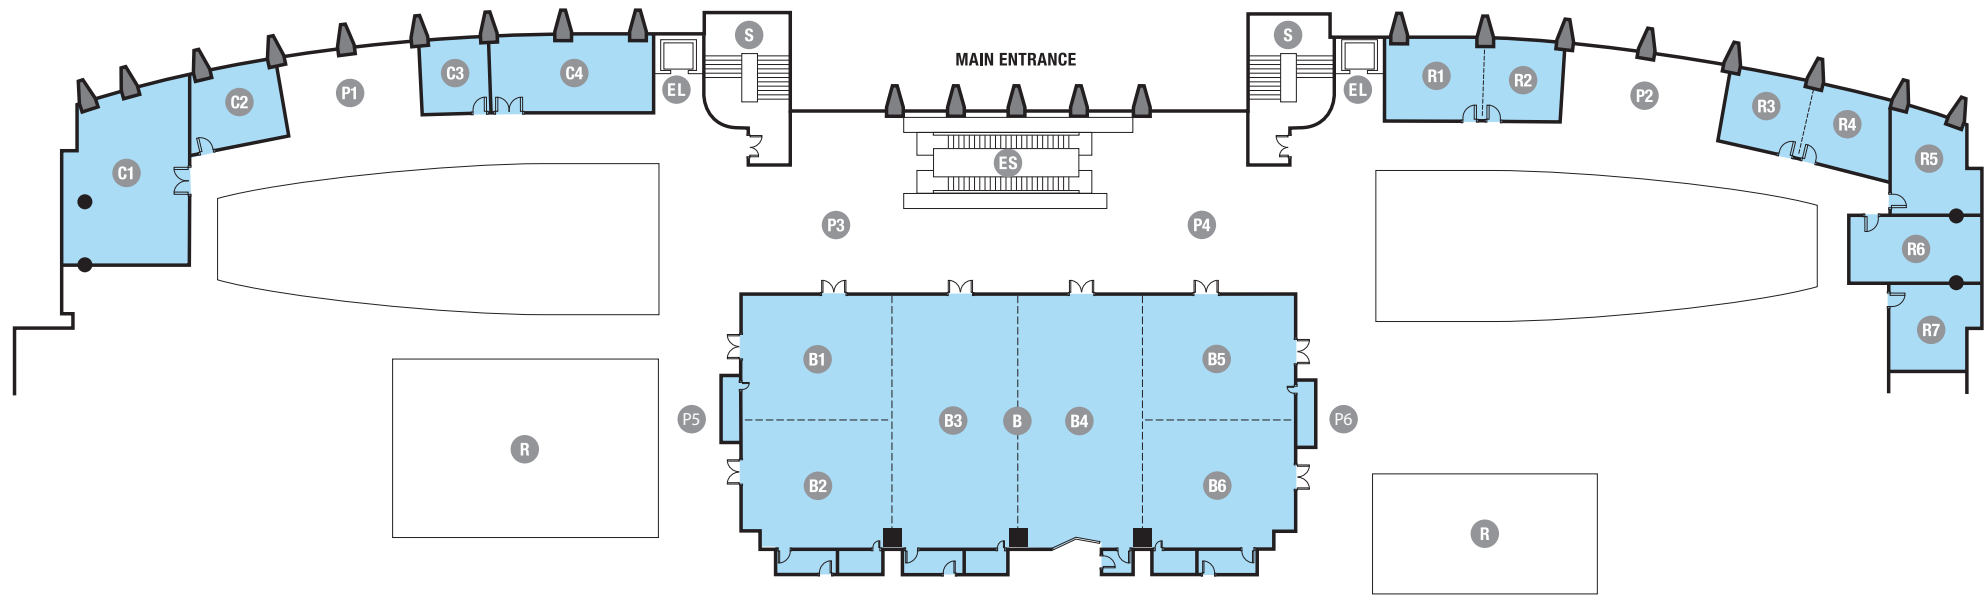 S
S
MAIN ENTRANCE
C3
C4
EL
EL
R1
R2
P1
C2
P2
R3
R4
C1
ES
R5
P3
P4
R6
R7
B1
B5
P5
B3
B
B4
P6
R
B2
B6
R